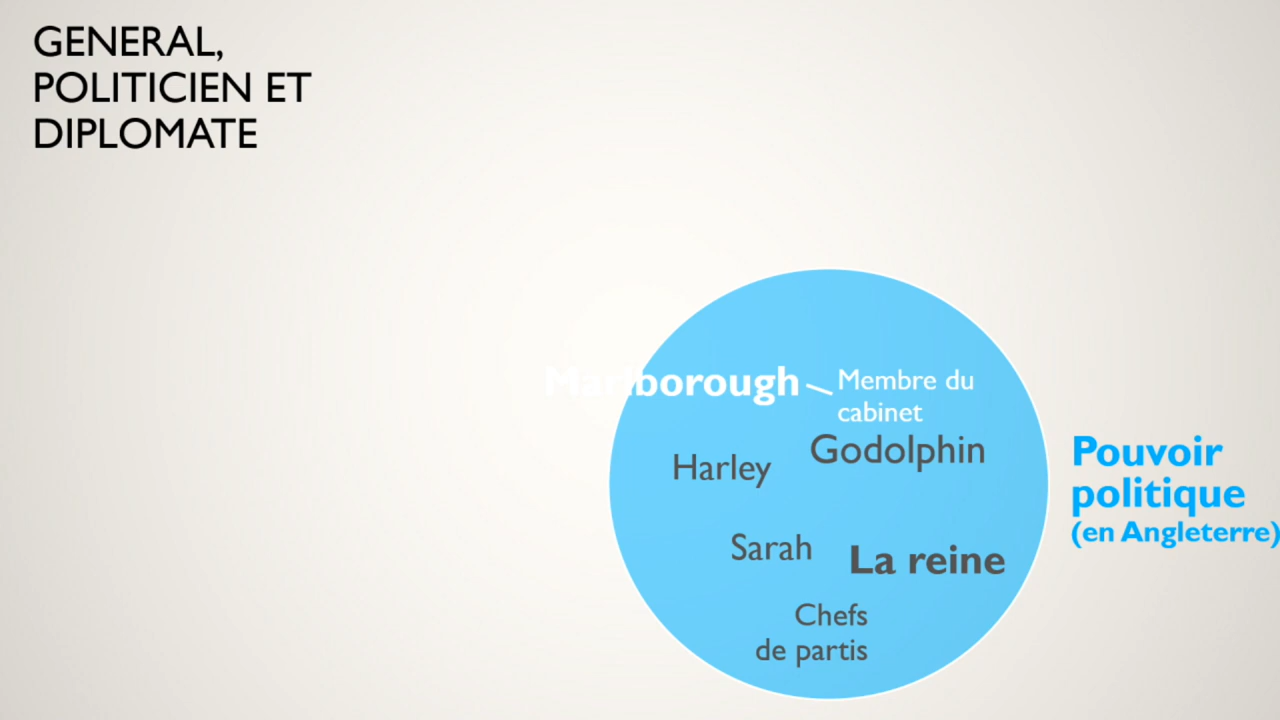 GENERAL,
POLITICIEN ET
DIPLOMATE
Marlborough
Membre du
cabinet
Godolphin
Harley
Pouvoir
politique
(en Angleterre)
Sarah
La reine
Chefs
de partis